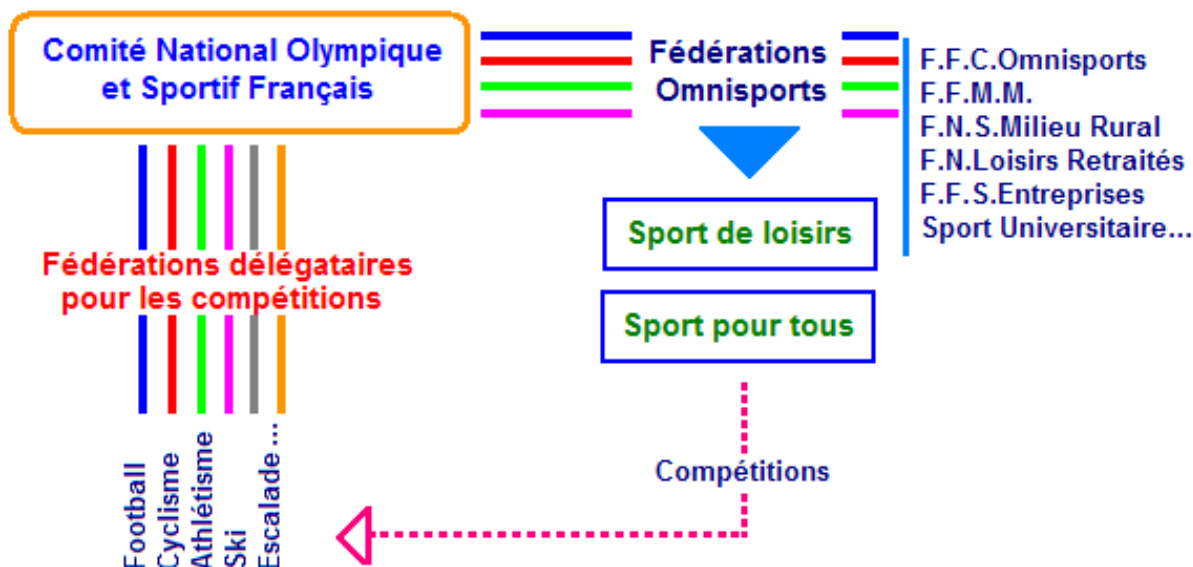 Comité National Olympique
et Sportif Français
Fédérations
Omnisports
F.F.C.Omnisports
F.F.M.M.
F.N.S.Milieu Rural
F.N.Loisirs Retraités
F.F.S.Entreprises
Sport Universitaire...
Sport de loisirs
Sport pour tous
Fédérations délégataires
pour les compétitions
Compétitions
Football
Cyclisme
Athlétisme
Ski
Escalade ...